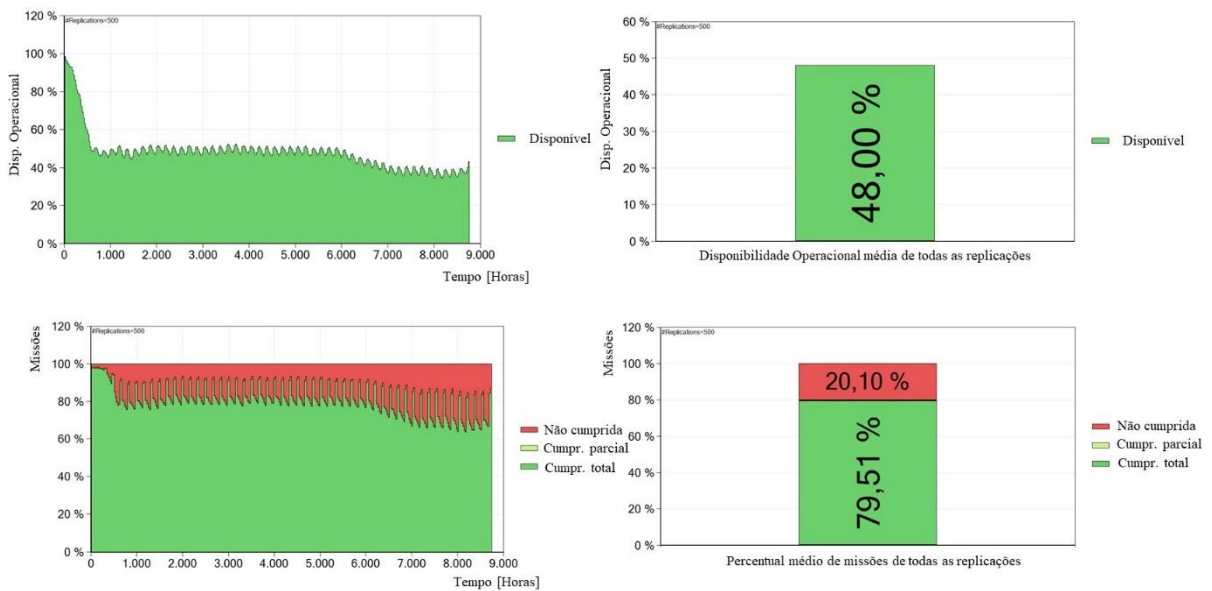 #Replications=500
Disp. Operacional
120 %
100 %
80 %
60 %
40 %
20 %
0 %
0 1.000 2.000 3.000 4.000 5.000 6.000 7.000 8.000 9.000
Tempo [Horas]
Disponível
#Replications=500
Disp. Operacional
60 %
50 %
40 %
30 %
20 %
10 %
0 %
48,00 %
Disponibilidade Operacional média de todas as replicações
Disponível
#Replications=500
Missões
120 %
100 %
80 %
60 %
40 %
20 %
0 %
0 1.000 2.000 3.000 4.000 5.000 6.000 7.000 8.000 9.000
Tempo [Horas]
Não cumprida
Cumpr. parcial
Cumpr. total
#Replications=500
Missões
120 %
100 %
80 %
60 %
40 %
20 %
0 %
20,10 %
79,51 %
Percentual médio de missões de todas as replicações
Não cumprida
Cumpr. parcial
Cumpr. total